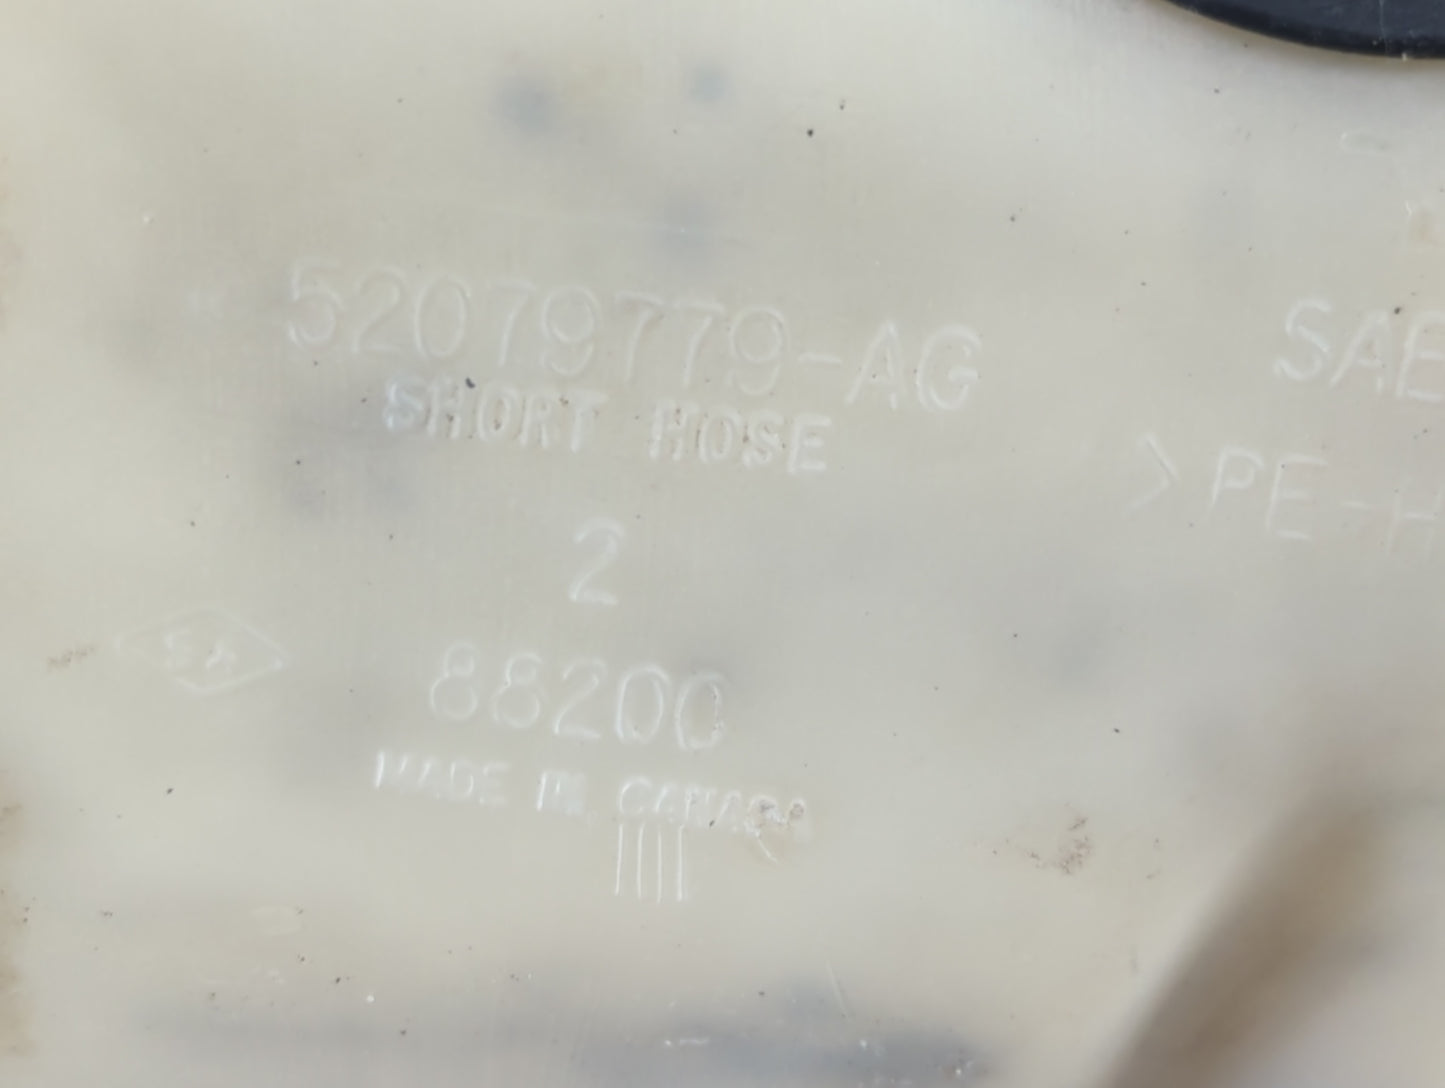 52079779-AG
SHORT HOSE
SAE
>PE-H
2
88200
MADE IN CANADA